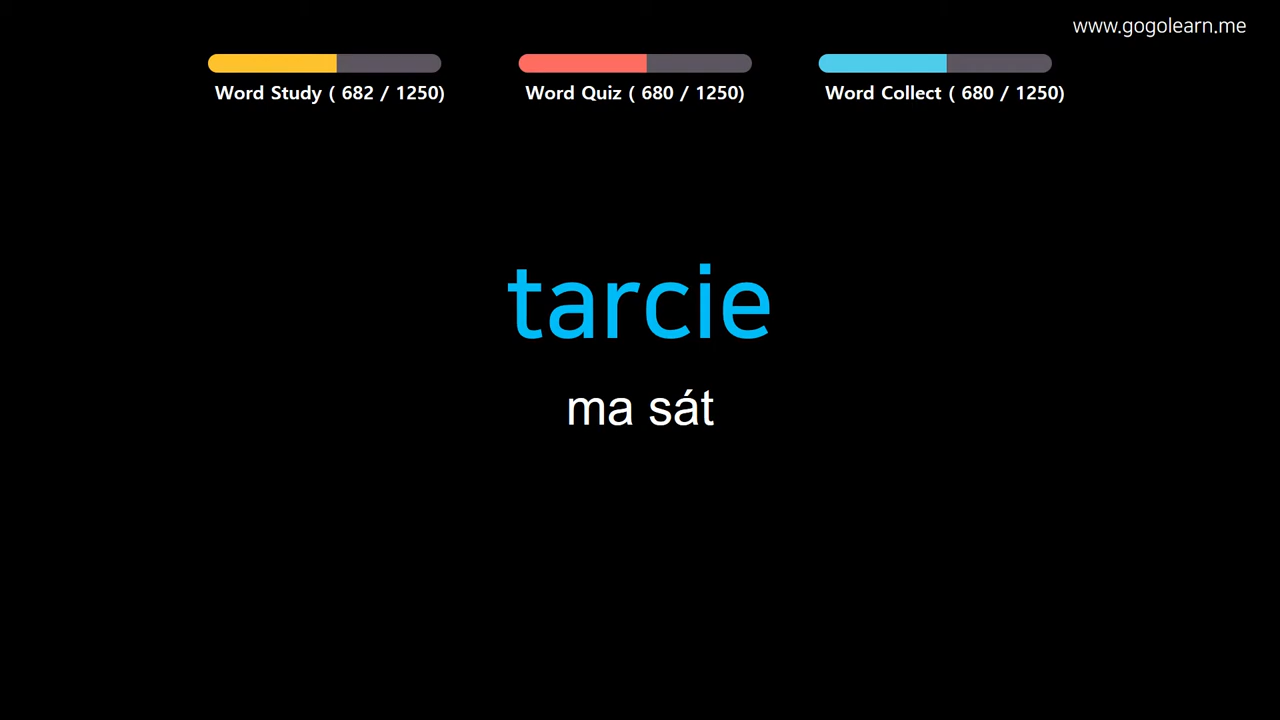 www.gogolearn.me
Word Study ( 682 / 1250)
Word Quiz ( 680 / 1250)
Word Collect ( 680 / 1250)
tarcie
ma sát